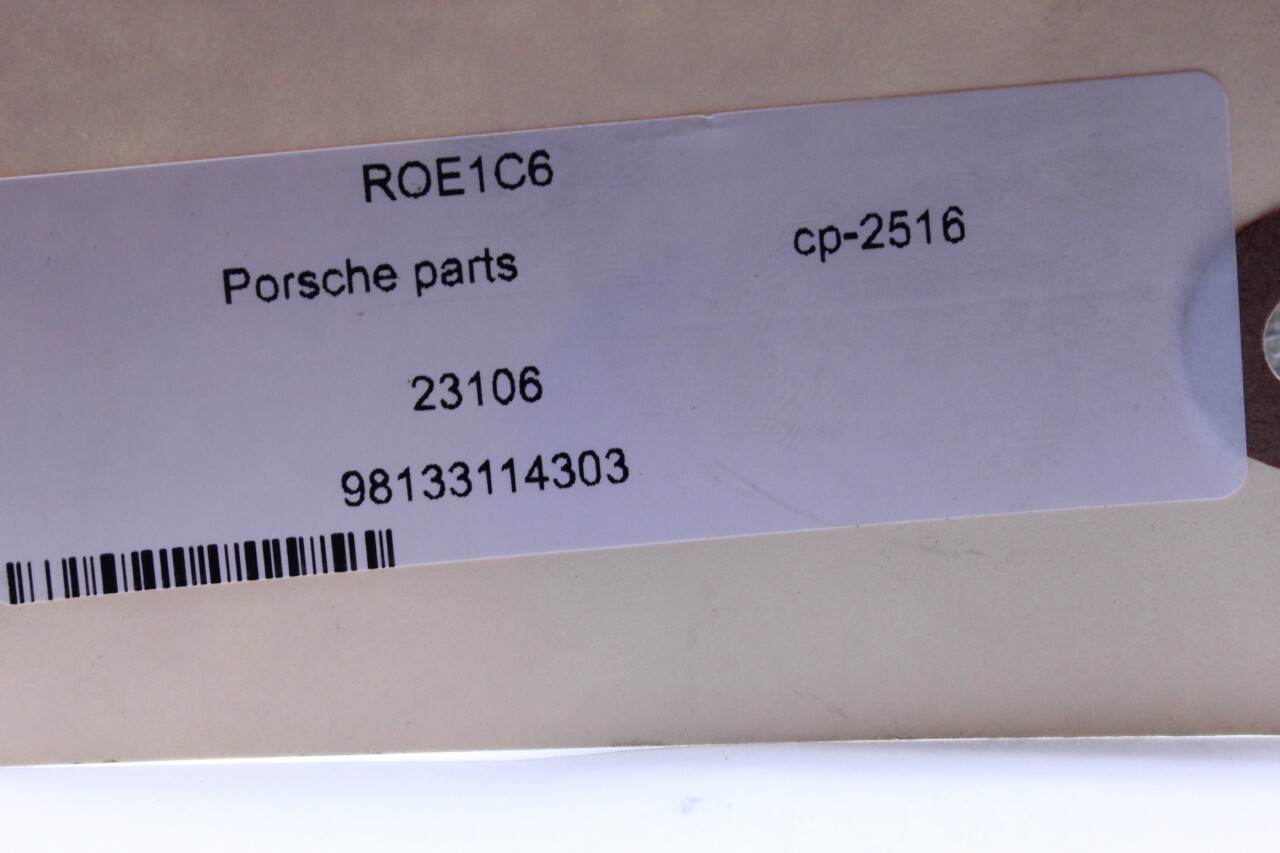 ROE1C6
cp-2516
Porsche parts
23106
98133114303